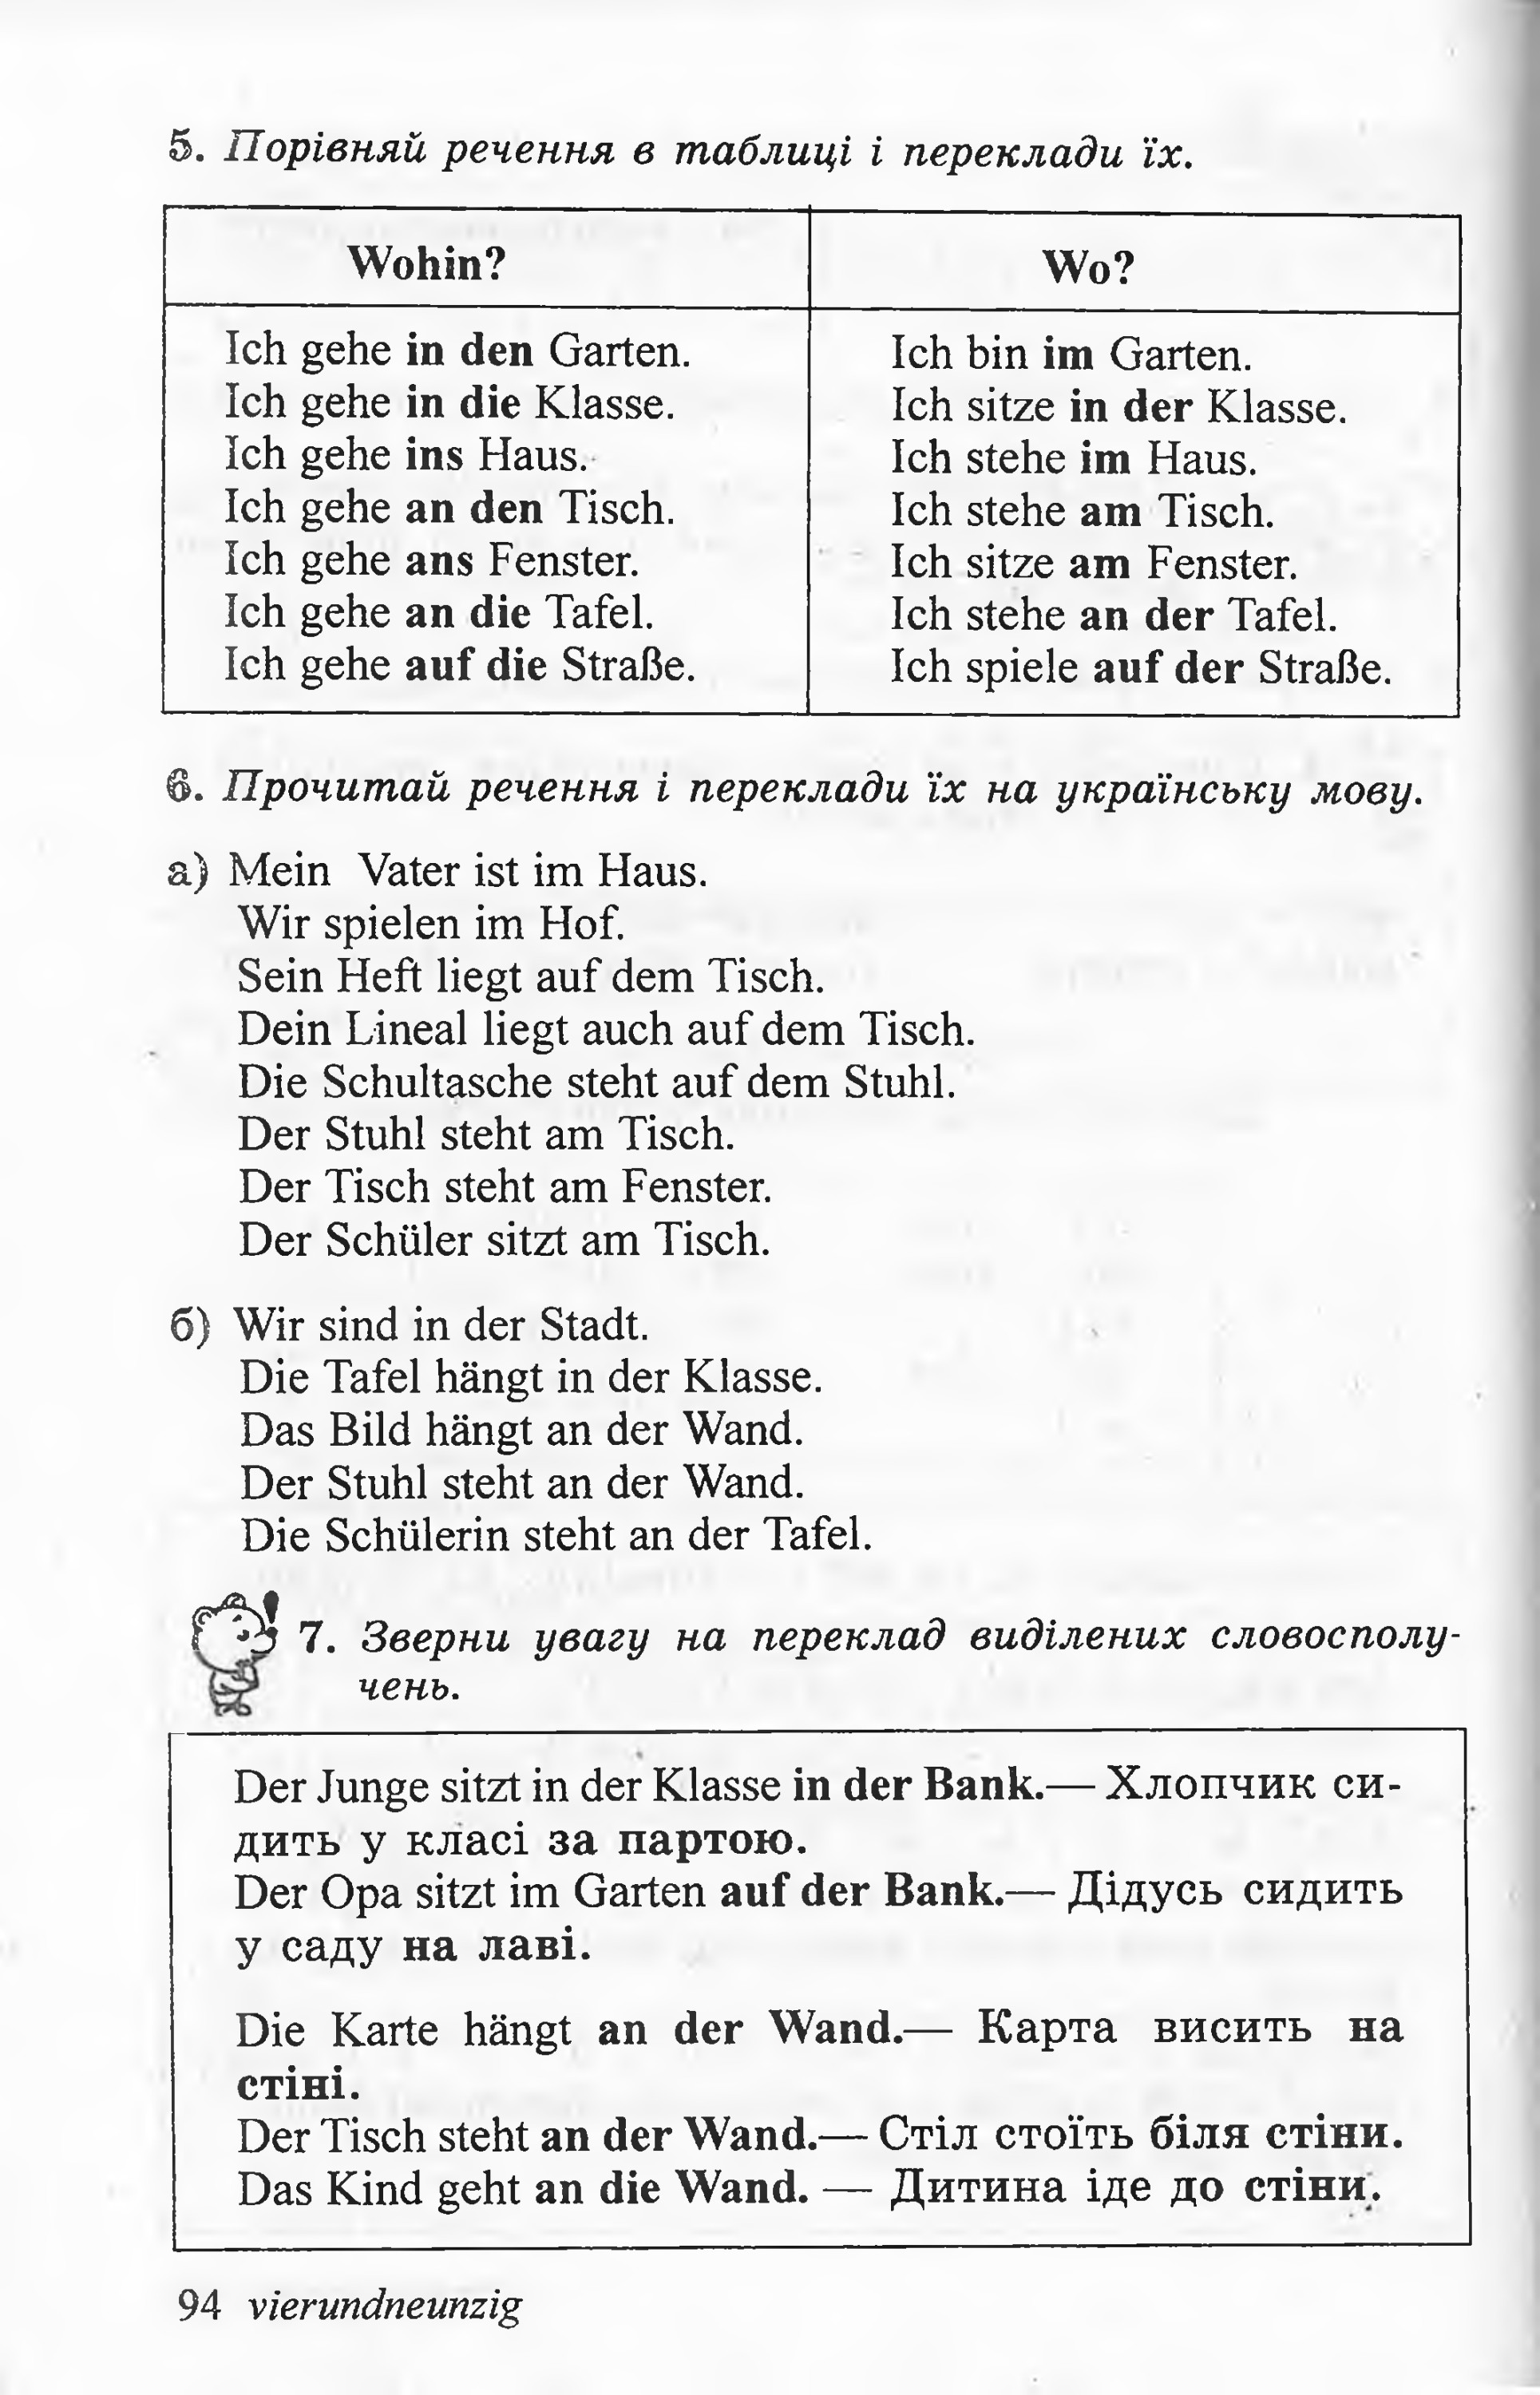 5. Порівняй речення в таблиці і переклади їх.
Wohin?
Wo?
Ich gehe in den Garten.
Ich gehe in die Klasse.
Ich gehe ins Haus.
Ich gehe an den Tisch.
Ich gehe ans Fenster.
Ich gehe an die Tafel.
Ich gehe auf die Straße.
Ich bin im Garten.
Ich sitze in der Klasse.
Ich stehe im Haus.
Ich stehe am Tisch.
Ich sitze am Fenster.
Ich stehe an der Tafel.
Ich spiele auf der Straße.
6. Прочитай речення і переклади їх на українську мову.
а) Mein Vater ist im Haus.
Wir spielen im Hof.
Sein Heft liegt auf dem Tisch.
Dein Lineal liegt auch auf dem Tisch.
Die Schultasche steht auf dem Stuhl.
Der Stuhl steht am Tisch.
Der Tisch steht am Fenster.
Der Schüler sitzt am Tisch.
б) Wir sind in der Stadt.
Die Tafel hängt in der Klasse.
Das Bild hängt an der Wand.
Der Stuhl steht an der Wand.
Die Schülerin steht an der Tafel.
7. Зверни увагу на переклад виділених словосполу-
чень.
Der Junge sitzt in der Klasse in der Bank.— Хлопчик си-
дить у класі за партою.
Der Opa sitzt im Garten auf der Bank.— Дідусь сидить
у саду на лаві.
Die Karte hängt an der Wand.— Карта висить на
стіні.
Der Tisch steht an der Wand.— Стіл стоїть біля стіни.
Das Kind geht an die Wand. — Дитина іде до стіни.
94 vierundneunzig